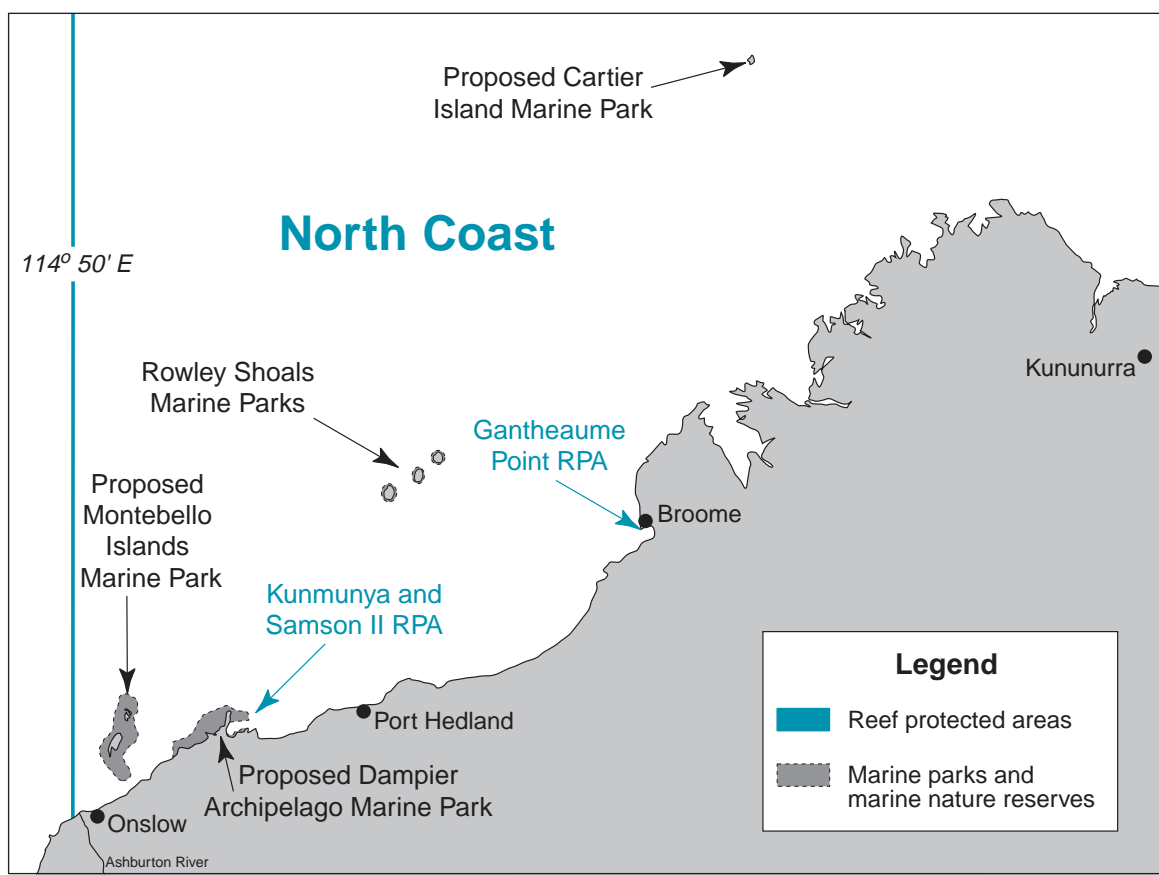 Proposed Cartier
Island Marine Park
North Coast
114º 50' E
Kununurra
Rowley Shoals
Marine Parks
Gantheaume
Point RPA
Proposed
Montebello
Islands
Marine Park
Broome
Kunmunya and
Samson II RPA
Port Hedland
Proposed Dampier
Archipelago Marine Park
Onslow
Ashburton River
Legend
Reef protected areas
Marine parks and
marine nature reserves